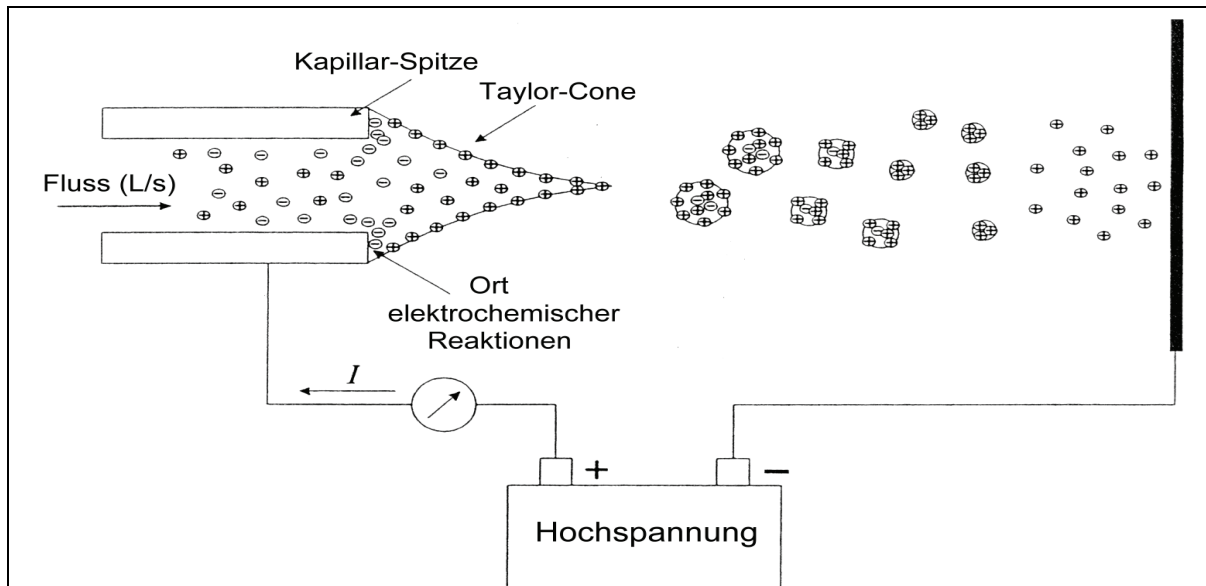 Kapillar-Spitze
Taylor-Cone
Fluss (L/s)
Ort
elektrochemischer
Reaktionen
I
+ −
Hochspannung